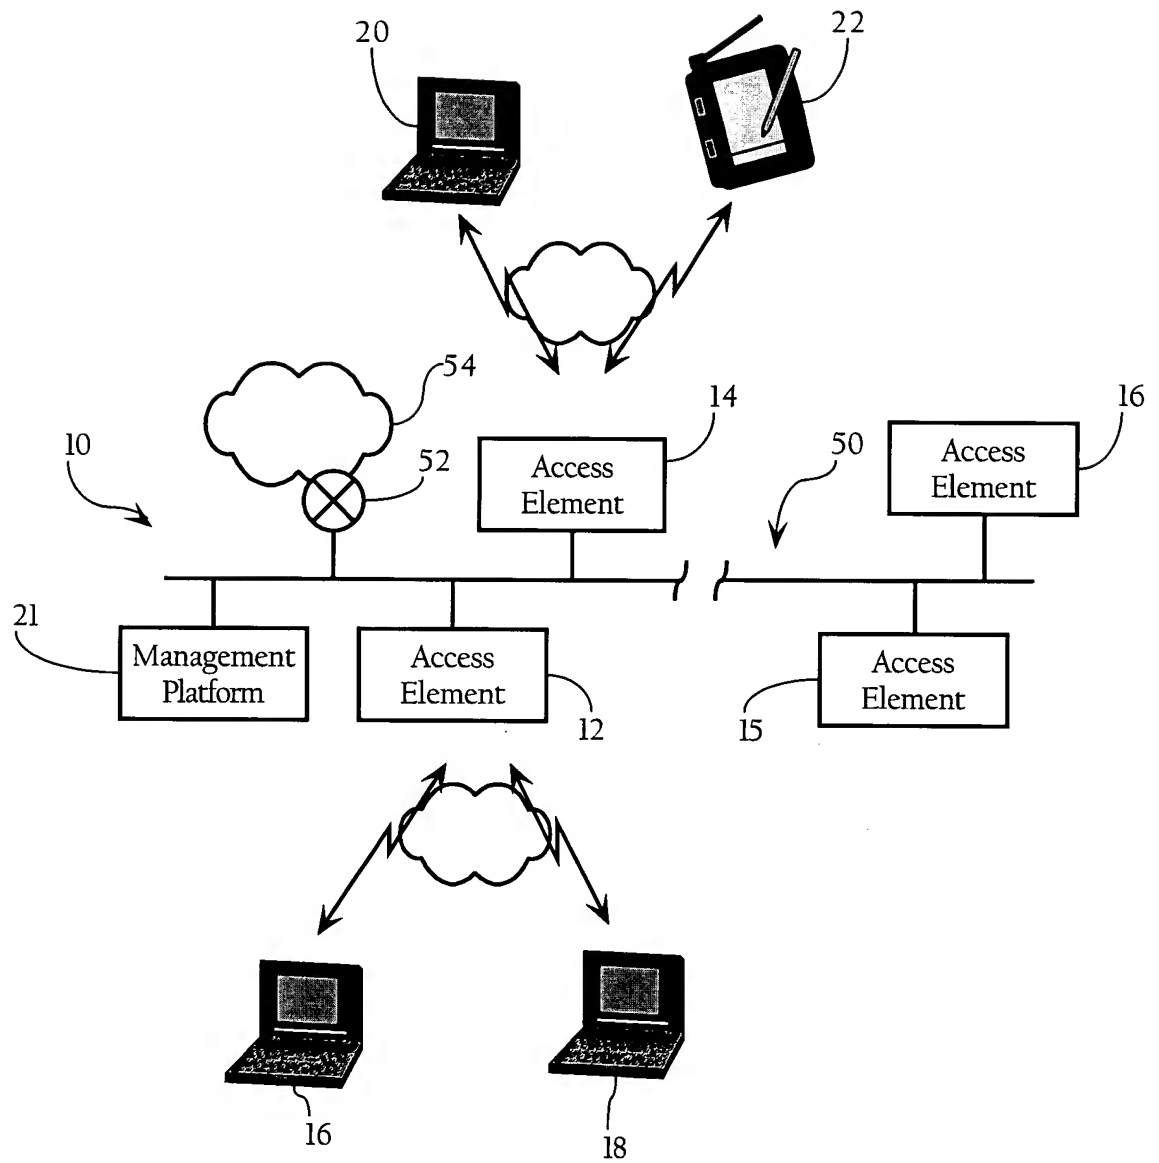 20
22
54
14
16
10
52
50
Access
Element
Access
Element
21
Management
Platform
Access
Element
Access
Element
12
15
16
18